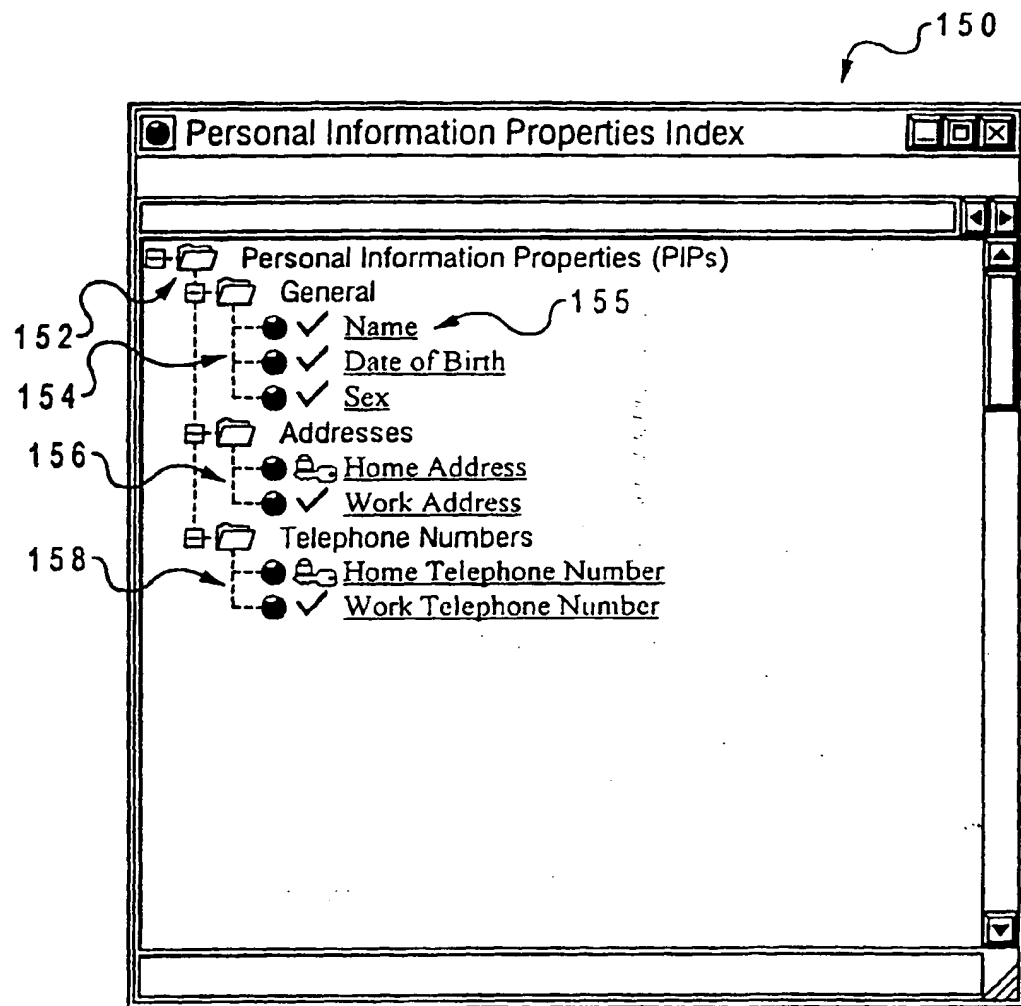 150
Personal Information Properties Index
Personal Information Properties (PIPs)
152
General
155
Name
154
Date of Birth
Sex
Addresses
156
Home Address
Work Address
Telephone Numbers
158
Home Telephone Number
Work Telephone Number